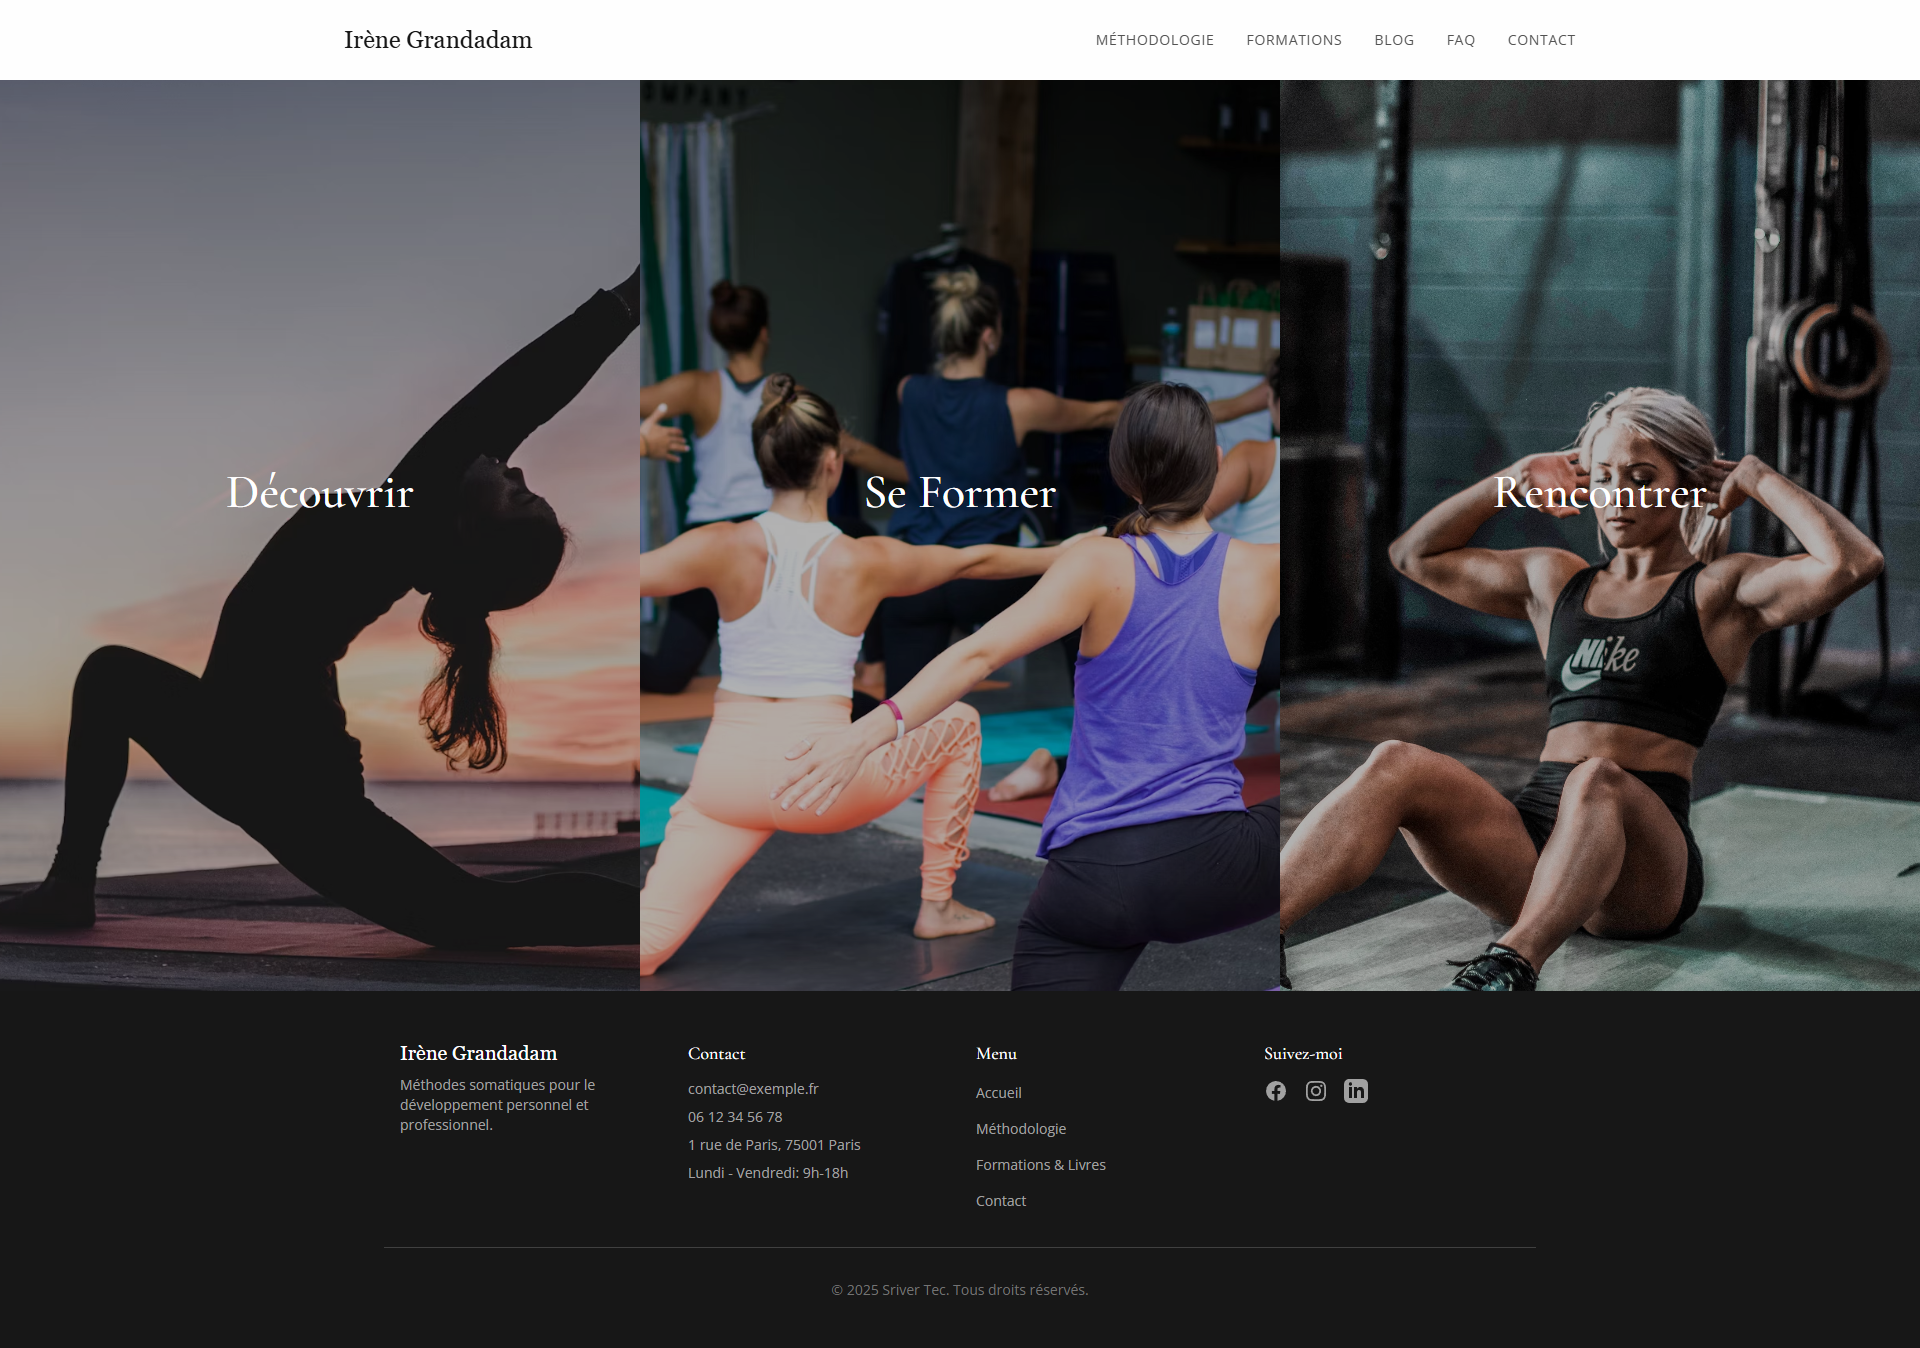 Irène Grandadam
MÉTHODOLOGIE
FORMATIONS
BLOG
FAQ
CONTACT
OMPANY
Découvrir
Se Former
Rencontrer
Nike
Irène Grandadam
Méthodes somatiques pour le
développement personnel et
professionnel.
Contact
contact@exemple.fr
06 12 34 56 78
1 rue de Paris, 75001 Paris
Lundi - Vendredi: 9h-18h
Menu
Accueil
Méthodologie
Formations & Livres
Contact
Suivez-moi
in
© 2025 Sriver Tec. Tous droits réservés.